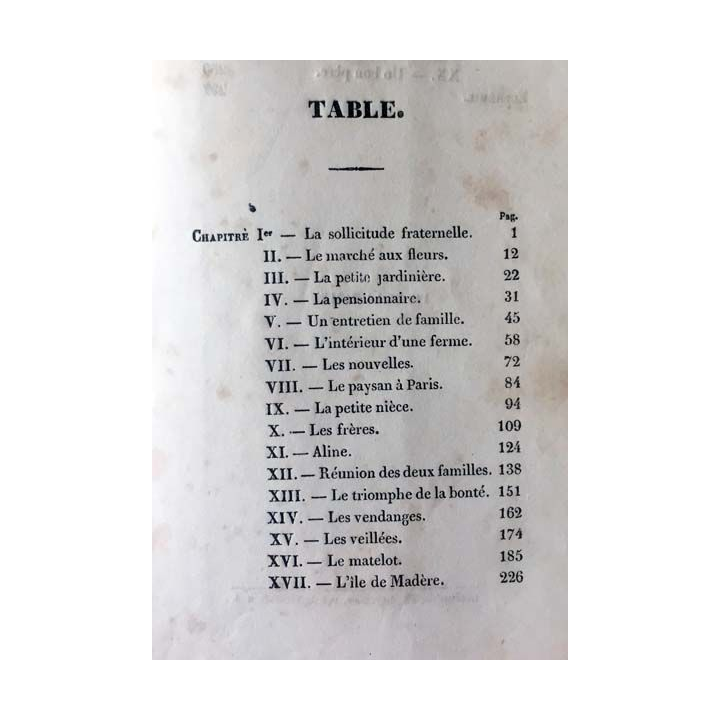 TABLE.
Pag.
CHAPITRE Ier — La sollicitude fraternelle. 1
II. — Le marché aux fleurs. 12
III. — La petite jardinière. 22
IV. — La pensionnaire. 31
V. — Un entretien de famille. 45
VI. — L'intérieur d'une ferme. 58
VII. — Les nouvelles. 72
VIII. — Le paysan à Paris. 84
IX. — La petite nièce. 94
X. — Les frères. 109
XI. — Aline. 124
XII. — Réunion des deux familles. 138
XIII. — Le triomphe de la bonté. 151
XIV. — Les vendanges. 162
XV. — Les veillées. 174
XVI. — Le matelot. 185
XVII. — L'île de Madère. 226